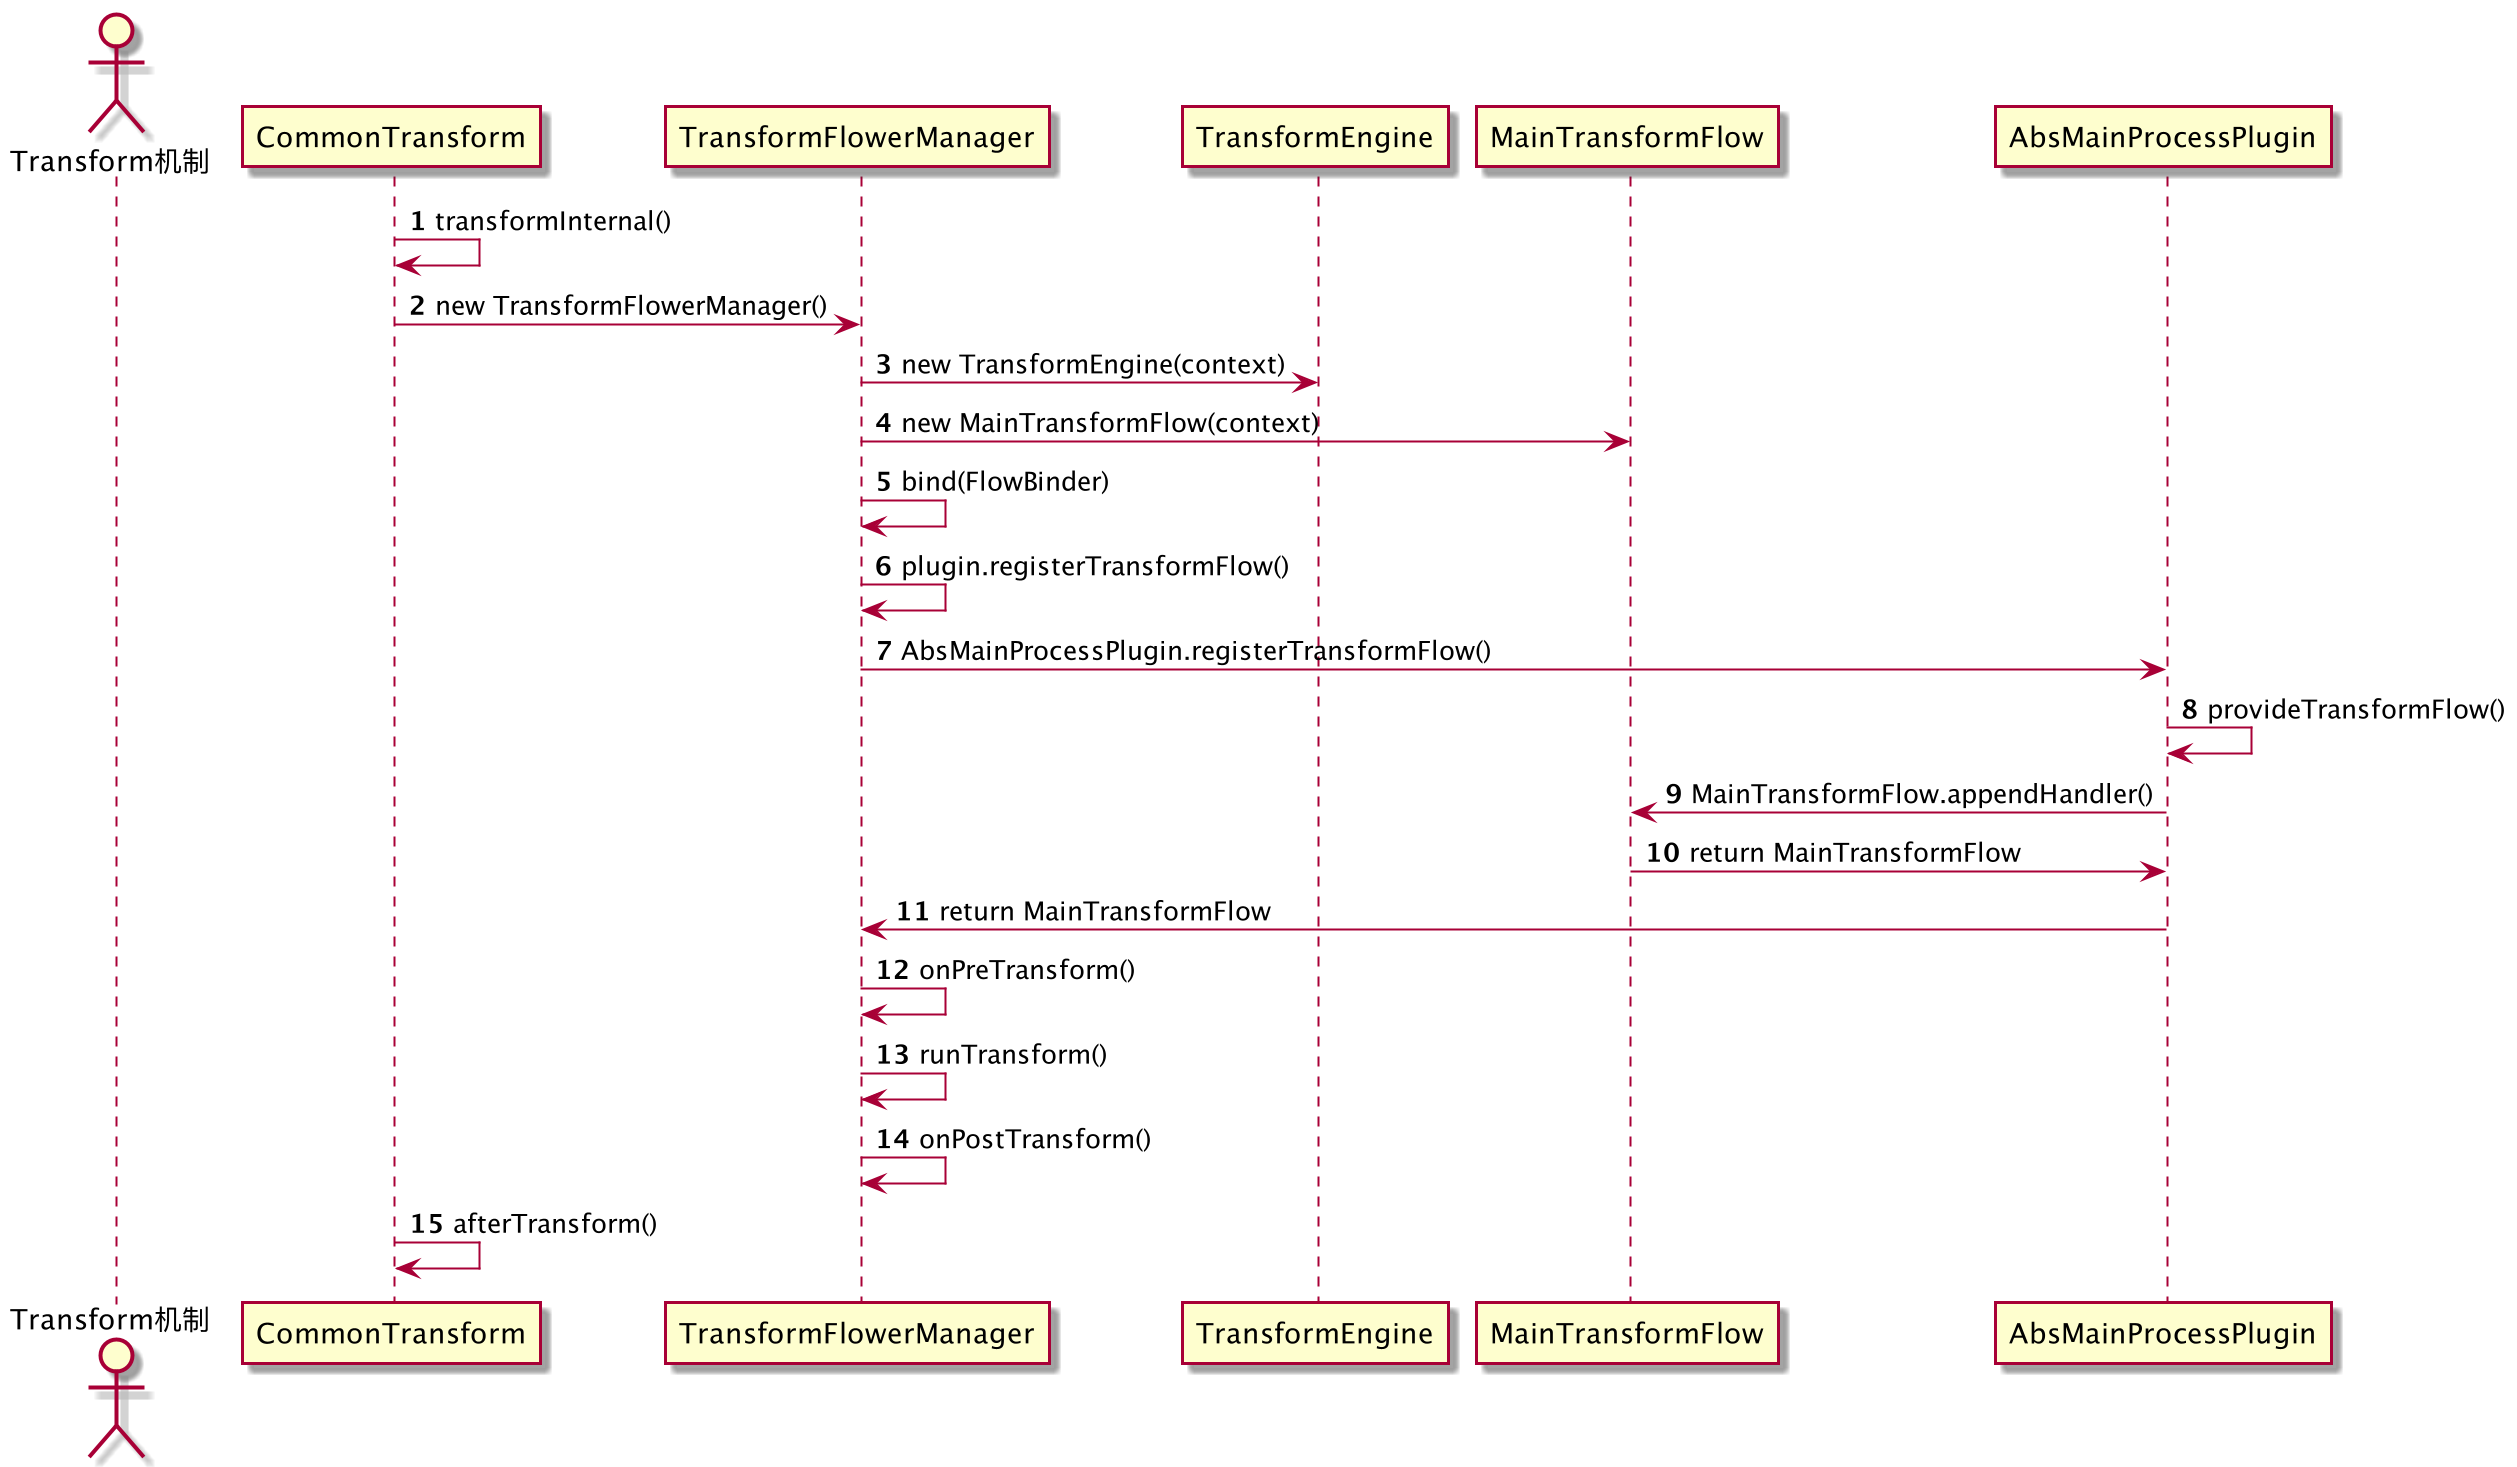 Transform机制
CommonTransform
TransformFlowerManager
TransformEngine
MainTransformFlow
AbsMainProcessPlugin
1 transformInternal()
2 new TransformFlowerManager()
3 new TransformEngine(context)
4 new MainTransformFlow(context)
5 bind(FlowBinder)
6 plugin.registerTransformFlow()
7 AbsMainProcessPlugin.registerTransformFlow()
8 provideTransformFlow()
9 MainTransformFlow.appendHandler()
10 return MainTransformFlow
11 return MainTransformFlow
12 onPreTransform()
13 runTransform()
14 onPostTransform()
15 afterTransform()
Transform机制
CommonTransform
TransformFlowerManager
TransformEngine
MainTransformFlow
AbsMainProcessPlugin